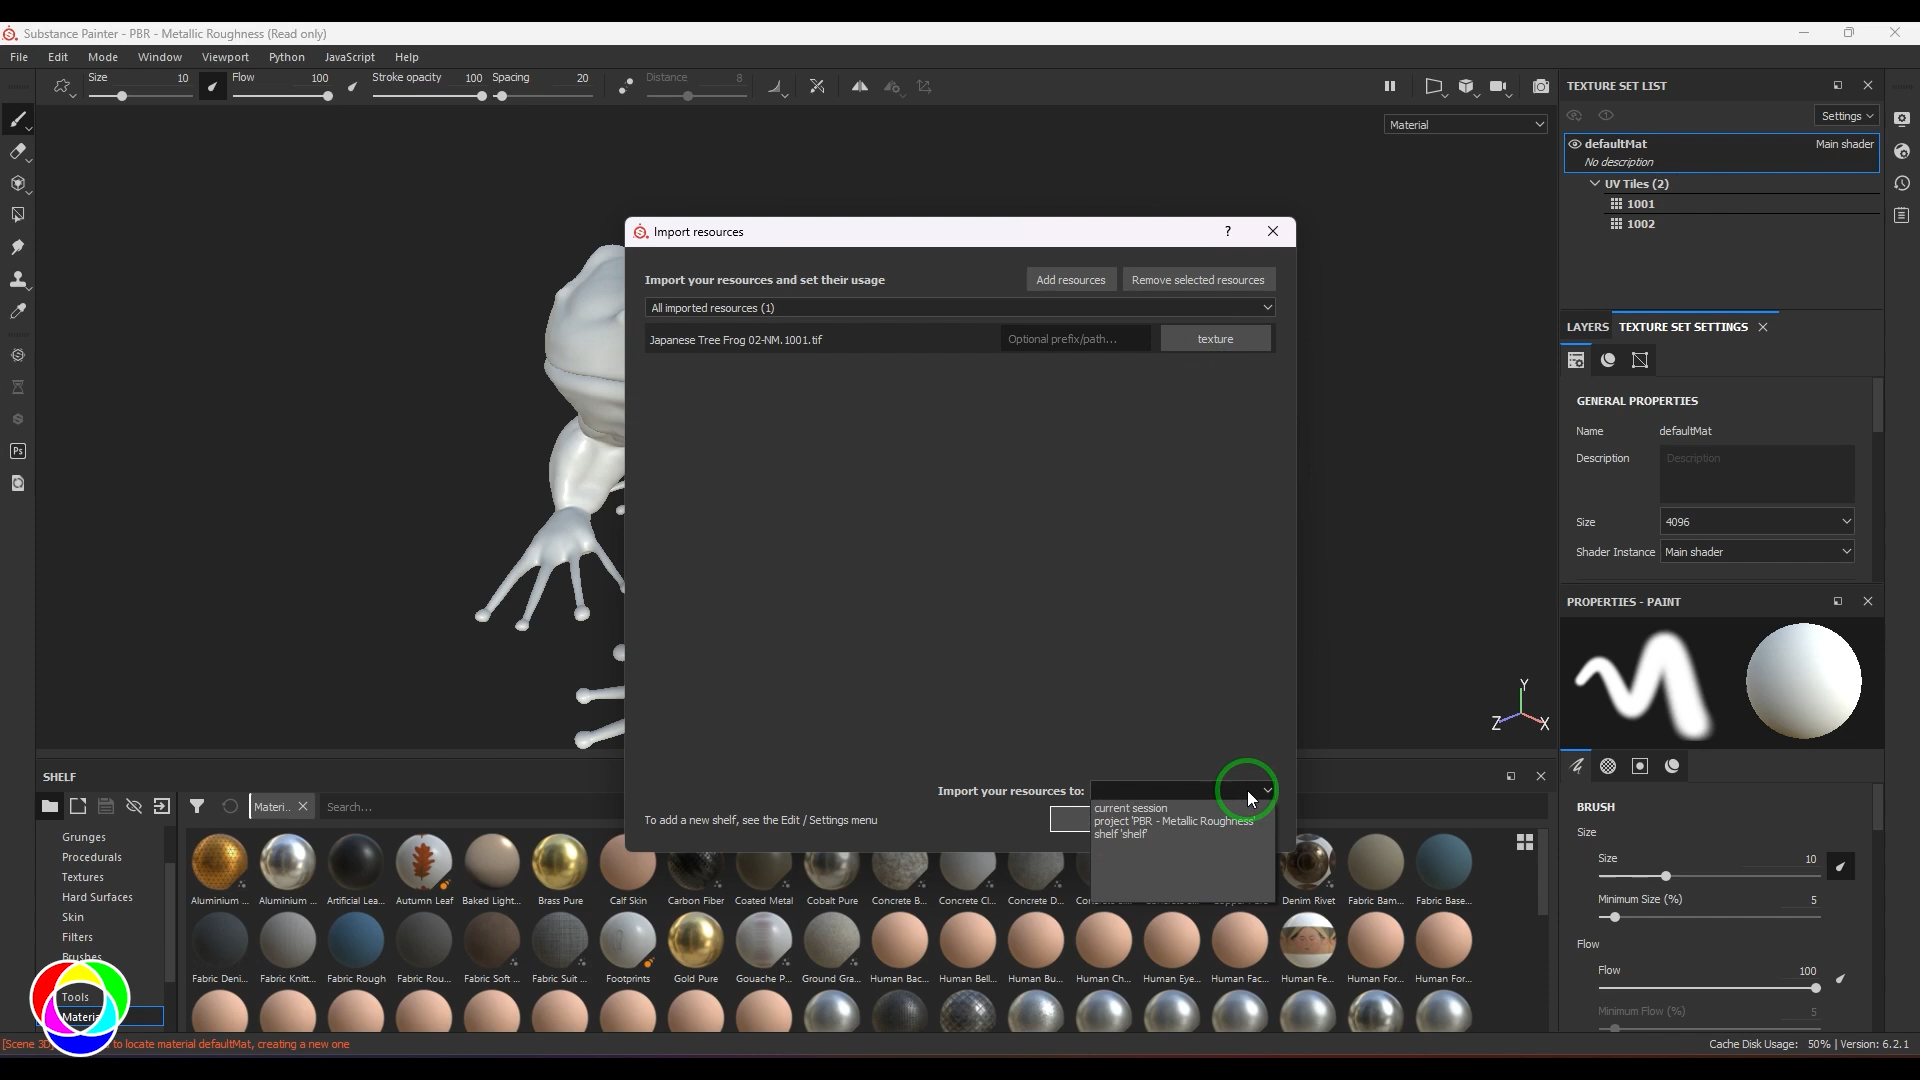 Substance Painter - PBR - Metallic Roughness (Read only)
File Edit Mode Window Viewport Python JavaScript Help
Size 10 Flow 100 Stroke opacity 100 Spacing 20 Distance 8
Material
TEXTURE SET LIST
Settings
defaultMat Main shader
No description
UV Tiles (2)
1001
1002
Import resources ?
Import your resources and set their usage Add resources Remove selected resources
All imported resources (1)
Japanese Tree Frog 02-NM.1001.tif Optional prefix/path... texture
Import your resources to:
current session
project 'PBR - Metallic Roughness'
shelf 'shelf'
To add a new shelf, see the Edit / Settings menu
LAYERS TEXTURE SET SETTINGS
GENERAL PROPERTIES
Name defaultMat
Description Description
Size 4096
Shader Instance Main shader
PROPERTIES - PAINT
Y
Z X
BRUSH
Size
Size 10
Minimum Size (%) 5
Flow
Flow 100
Minimum Flow (%) 5
SHELF
Materi... Search...
Grunges
Procedurals
Textures
Hard Surfaces
Skin
Filters
Brushes
Tools
Materia
Aluminium ... Aluminium ... Artificial Lea... Autumn Leaf Baked Light... Brass Pure Calf Skin Carbon Fiber Coated Metal Cobalt Pure Concrete B... Concrete Cl... Concrete D... Denim Rivet Fabric Bam... Fabric Base...
Fabric Deni... Fabric Knitt... Fabric Rough Fabric Rou... Fabric Soft ... Fabric Suit ... Footprints Gold Pure Gouache P... Ground Gra... Human Bac... Human Bell... Human Bu... Human Ch... Human Eye... Human Fac... Human Fe... Human For... Human For...
[Scene 3D] to locate material defaultMat, creating a new one
Cache Disk Usage: 50% | Version: 6.2.1
Ps